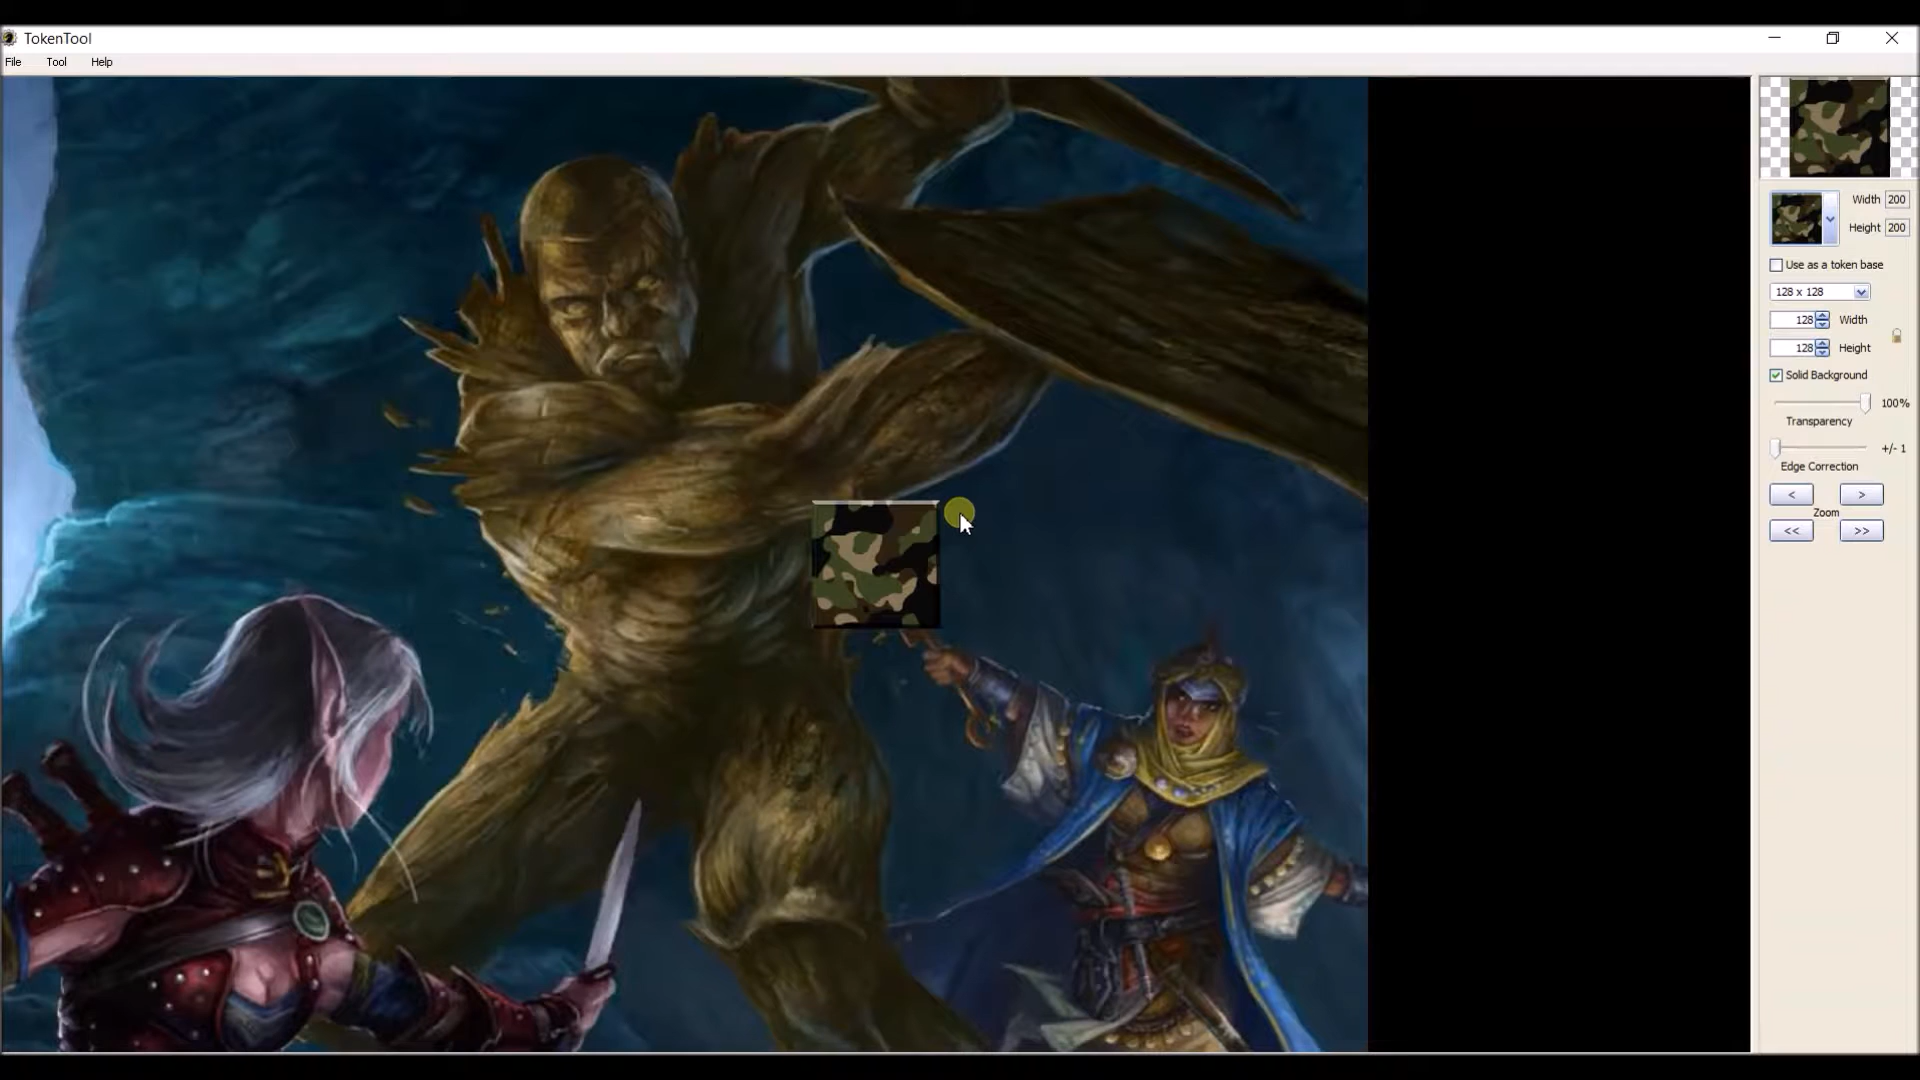 TokenTool
File Tool Help
Width 200
Height 200
Use as a token base
128 x 128
128 Width
128 Height
Solid Background
100%
Transparency
+/- 1
Edge Correction
< >
Zoom
<< >>